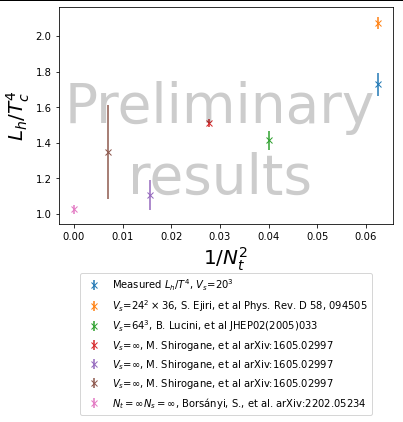 2.0
1.8
1.6
1.4
1.2
1.0
L_h/T_c^4
Preliminary
results
0.00 0.01 0.02 0.03 0.04 0.05 0.06
1/N_t^2
Measured L_h/T^4, V_s=20^3
V_s=24^2 × 36, S. Ejiri, et al Phys. Rev. D 58, 094505
V_s=64^3, B. Lucini, et al JHEP02(2005)033
V_s=∞, M. Shirogane, et al arXiv:1605.02997
V_s=∞, M. Shirogane, et al arXiv:1605.02997
V_s=∞, M. Shirogane, et al arXiv:1605.02997
N_t = ∞N_s = ∞, Borsányi, S., et al. arXiv:2202.05234